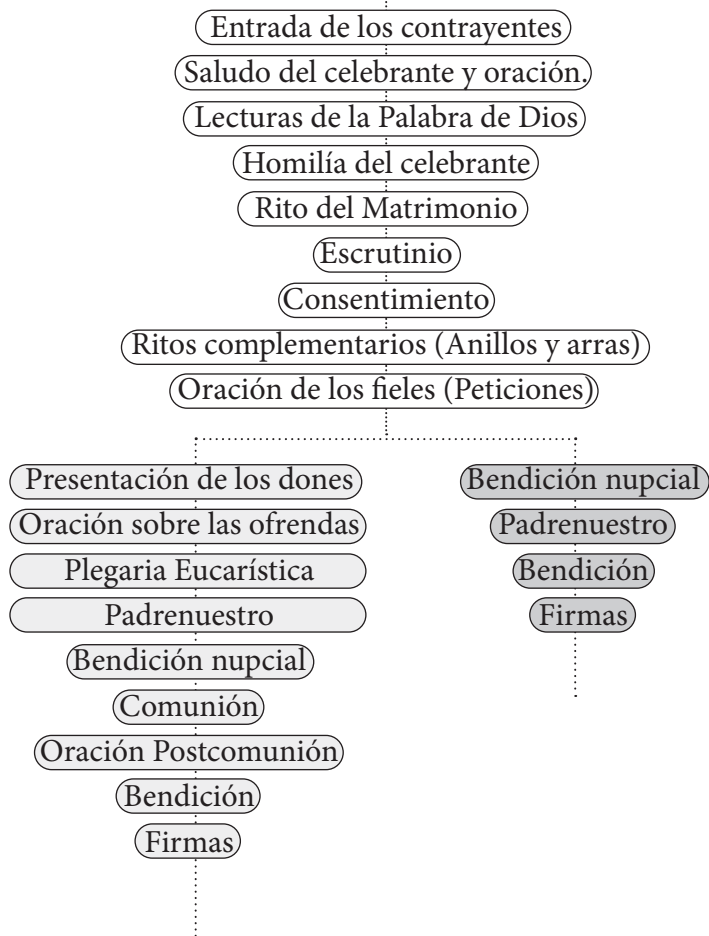 Entrada de los contrayentes
Saludo del celebrante y oración.
Lecturas de la Palabra de Dios
Homilía del celebrante
Rito del Matrimonio
Escrutinio
Consentimiento
Ritos complementarios (Anillos y arras)
Oración de los fieles (Peticiones)
Presentación de los dones
Oración sobre las ofrendas
Plegaria Eucarística
Padrenuestro
Bendición nupcial
Comunión
Oración Postcomunión
Bendición
Firmas
Bendición nupcial
Padrenuestro
Bendición
Firmas